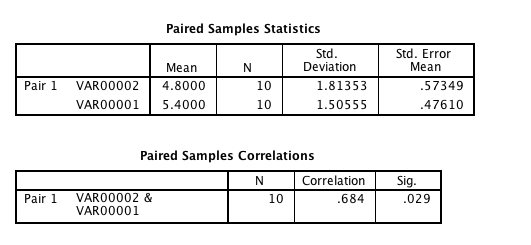 Paired Samples Statistics
Mean N Std. Deviation Std. Error Mean
Pair 1 VAR00002 4.8000 10 1.81353 .57349
VAR00001 5.4000 10 1.50555 .47610
Paired Samples Correlations
N Correlation Sig.
Pair 1 VAR00002 & VAR00001 10 .684 .029